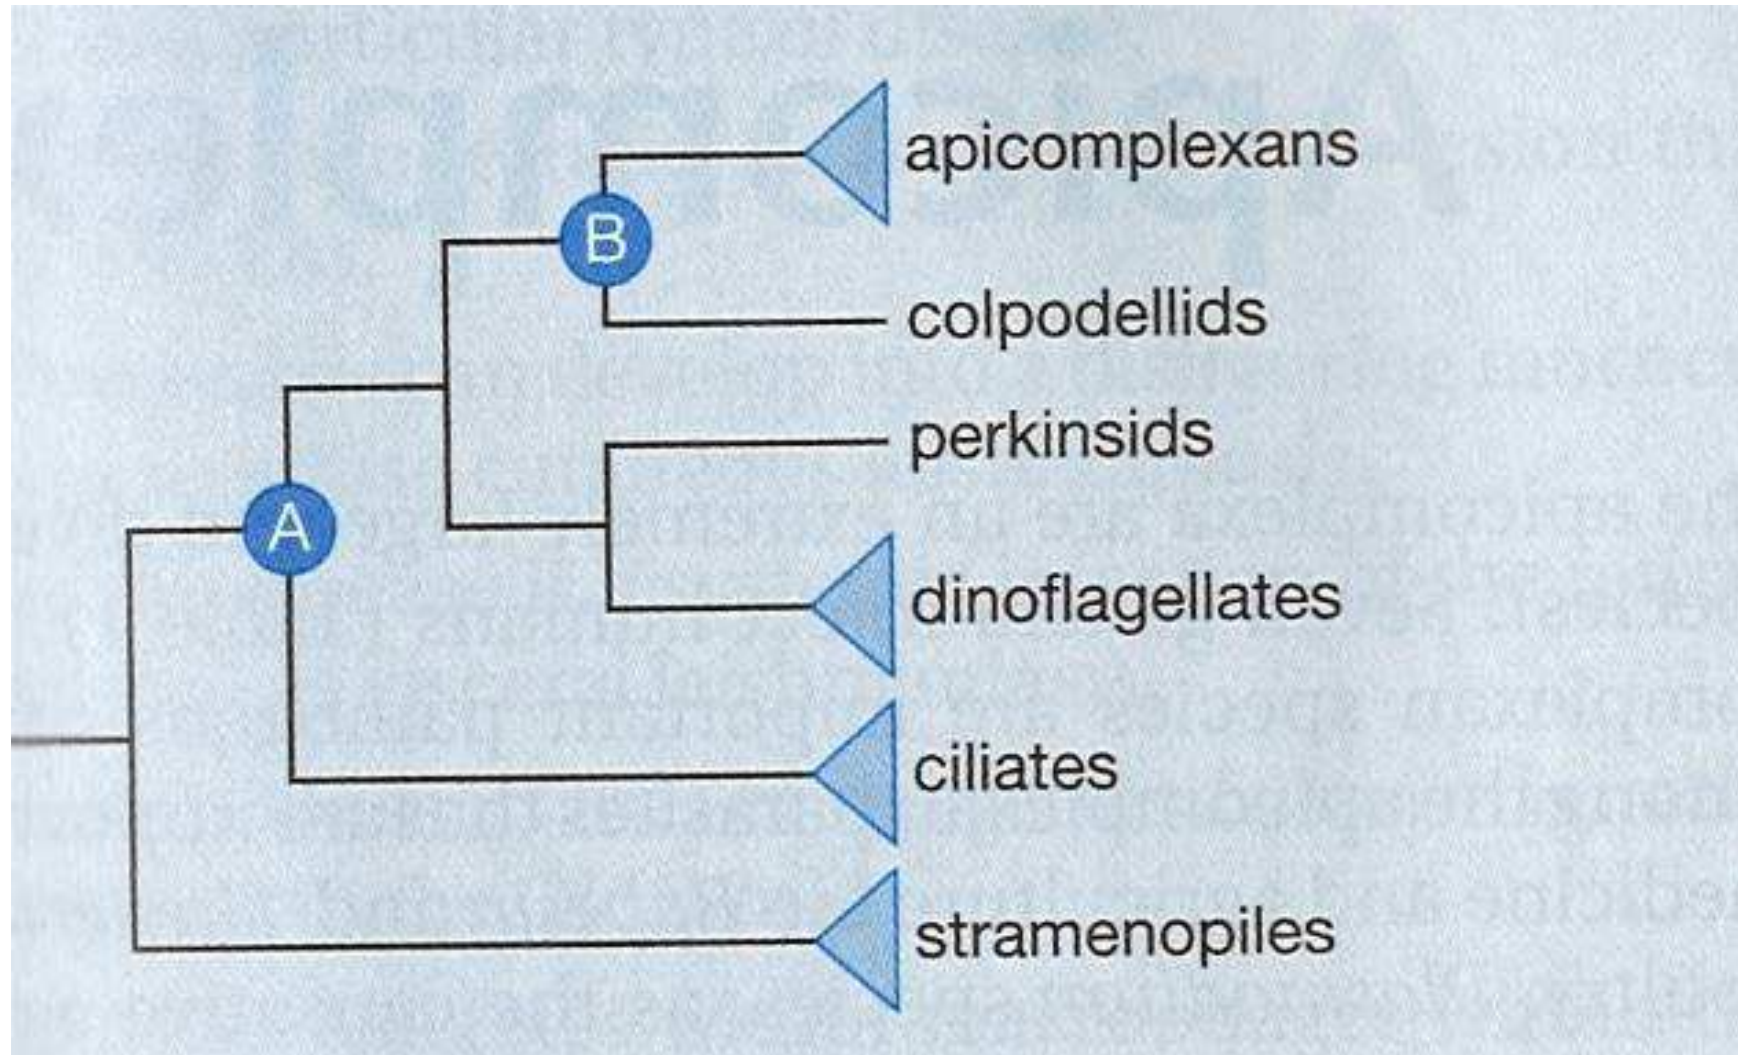 apicomplexans
B
colpodellids
perkinsids
A
dinoflagellates
ciliates
stramenopiles